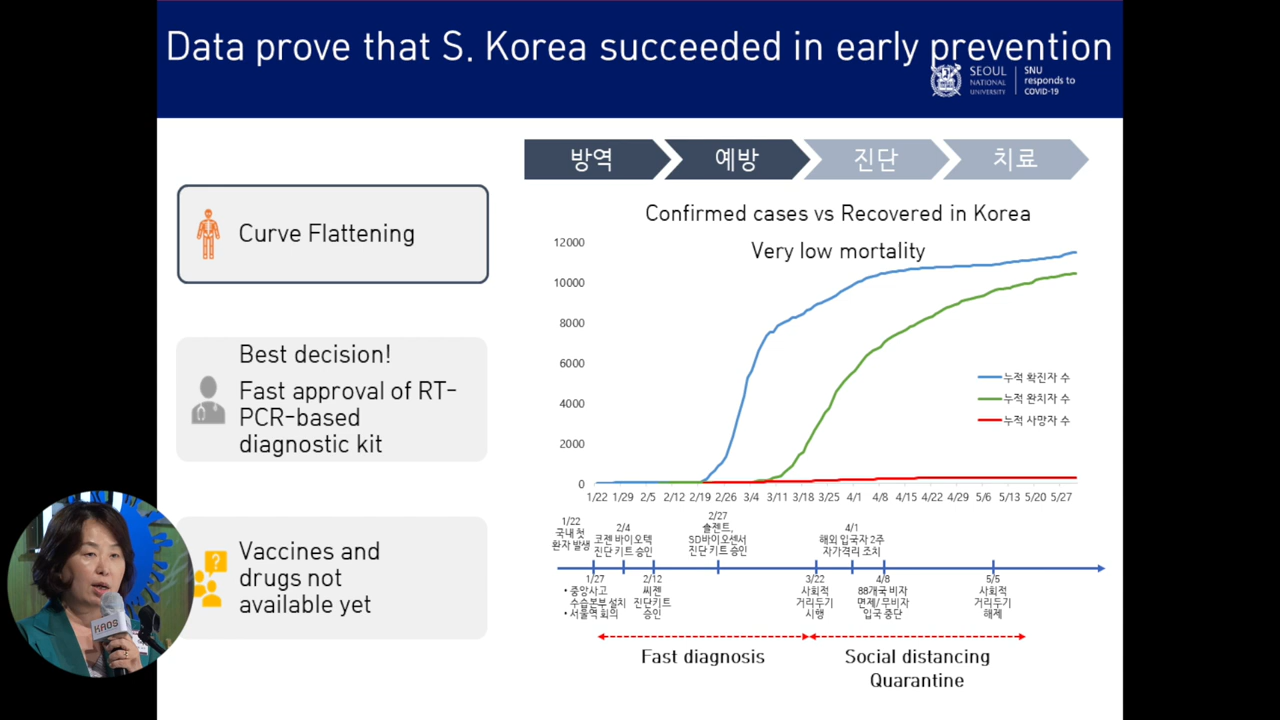 Data prove that S. Korea succeeded in early prevention
SEOUL
NATIONAL
UNIVERSITY
SNU
responds to
COVID-19
방역
예방
진단
치료
Curve Flattening
Best decision!
Fast approval of RT-
PCR-based
diagnostic kit
Vaccines and
drugs not
available yet
Confirmed cases vs Recovered in Korea
Very low mortality
12000
10000
8000
6000
4000
2000
0
누적 확진자 수
누적 완치자 수
누적 사망자 수
1/22 1/29 2/5 2/12 2/19 2/26 3/4 3/11 3/18 3/25 4/1 4/8 4/15 4/22 4/29 5/6 5/13 5/20 5/27
1/22
국내 첫
환자 발생
2/4
코젠 바이오텍
진단 키트 승인
2/27
솔젠트,
SD바이오센서
진단 키트 승인
4/1
해외 입국자 2주
자가격리 조치
1/27
• 중앙사고
수습본부 설치
• 서울역 회의
2/12
씨젠
진단키트
승인
3/22
사회적
거리두기
시행
4/8
88개국 비자
면제/무비자
입국 중단
5/5
사회적
거리두기
해제
Fast diagnosis
Social distancing
Quarantine
KAOS